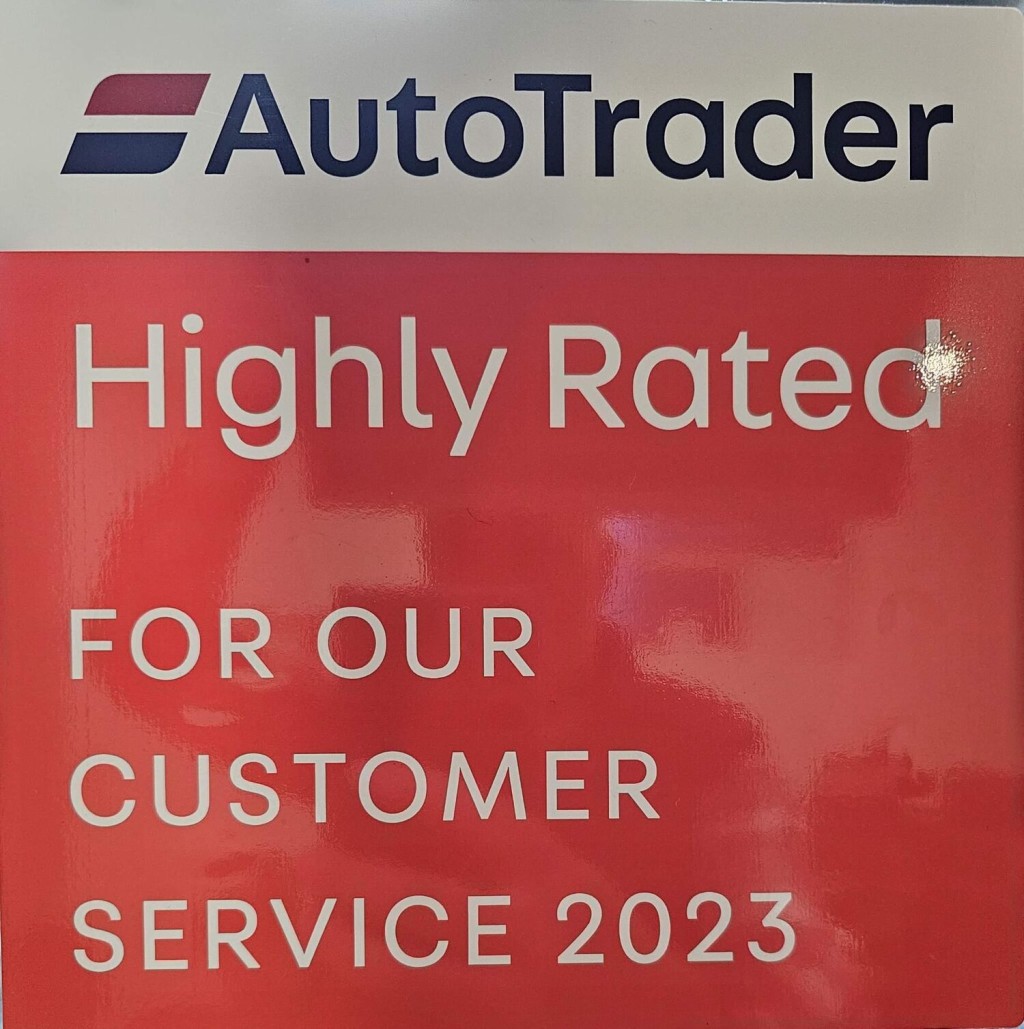 AutoTrader
Highly Rated
FOR OUR
CUSTOMER
SERVICE 2023